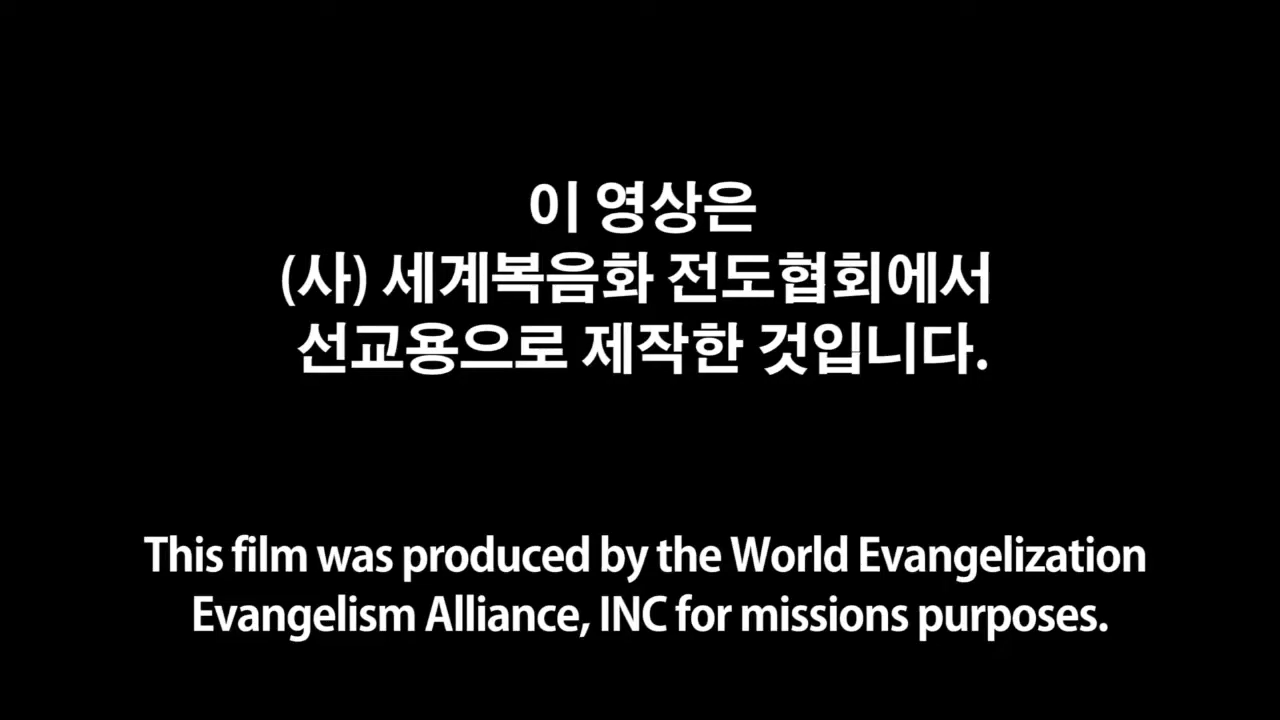 이 영상은
(사) 세계복음화 전도협회에서
선교용으로 제작한 것입니다.
This film was produced by the World Evangelization
Evangelism Alliance, INC for missions purposes.